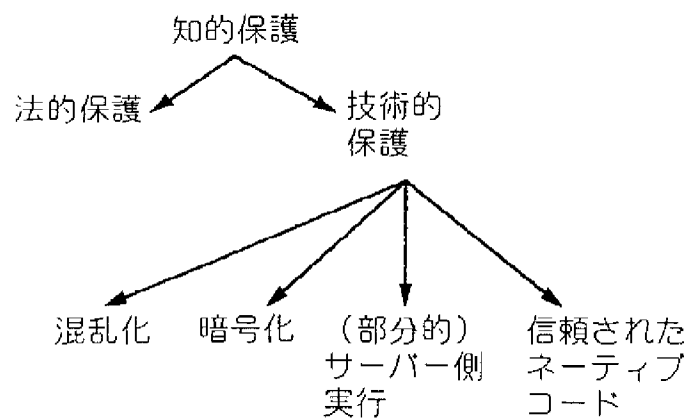 知的保護
法的保護
技術的
保護
混乱化
暗号化
（部分的）
サーバー側
実行
信頼された
ネーティブ
コード